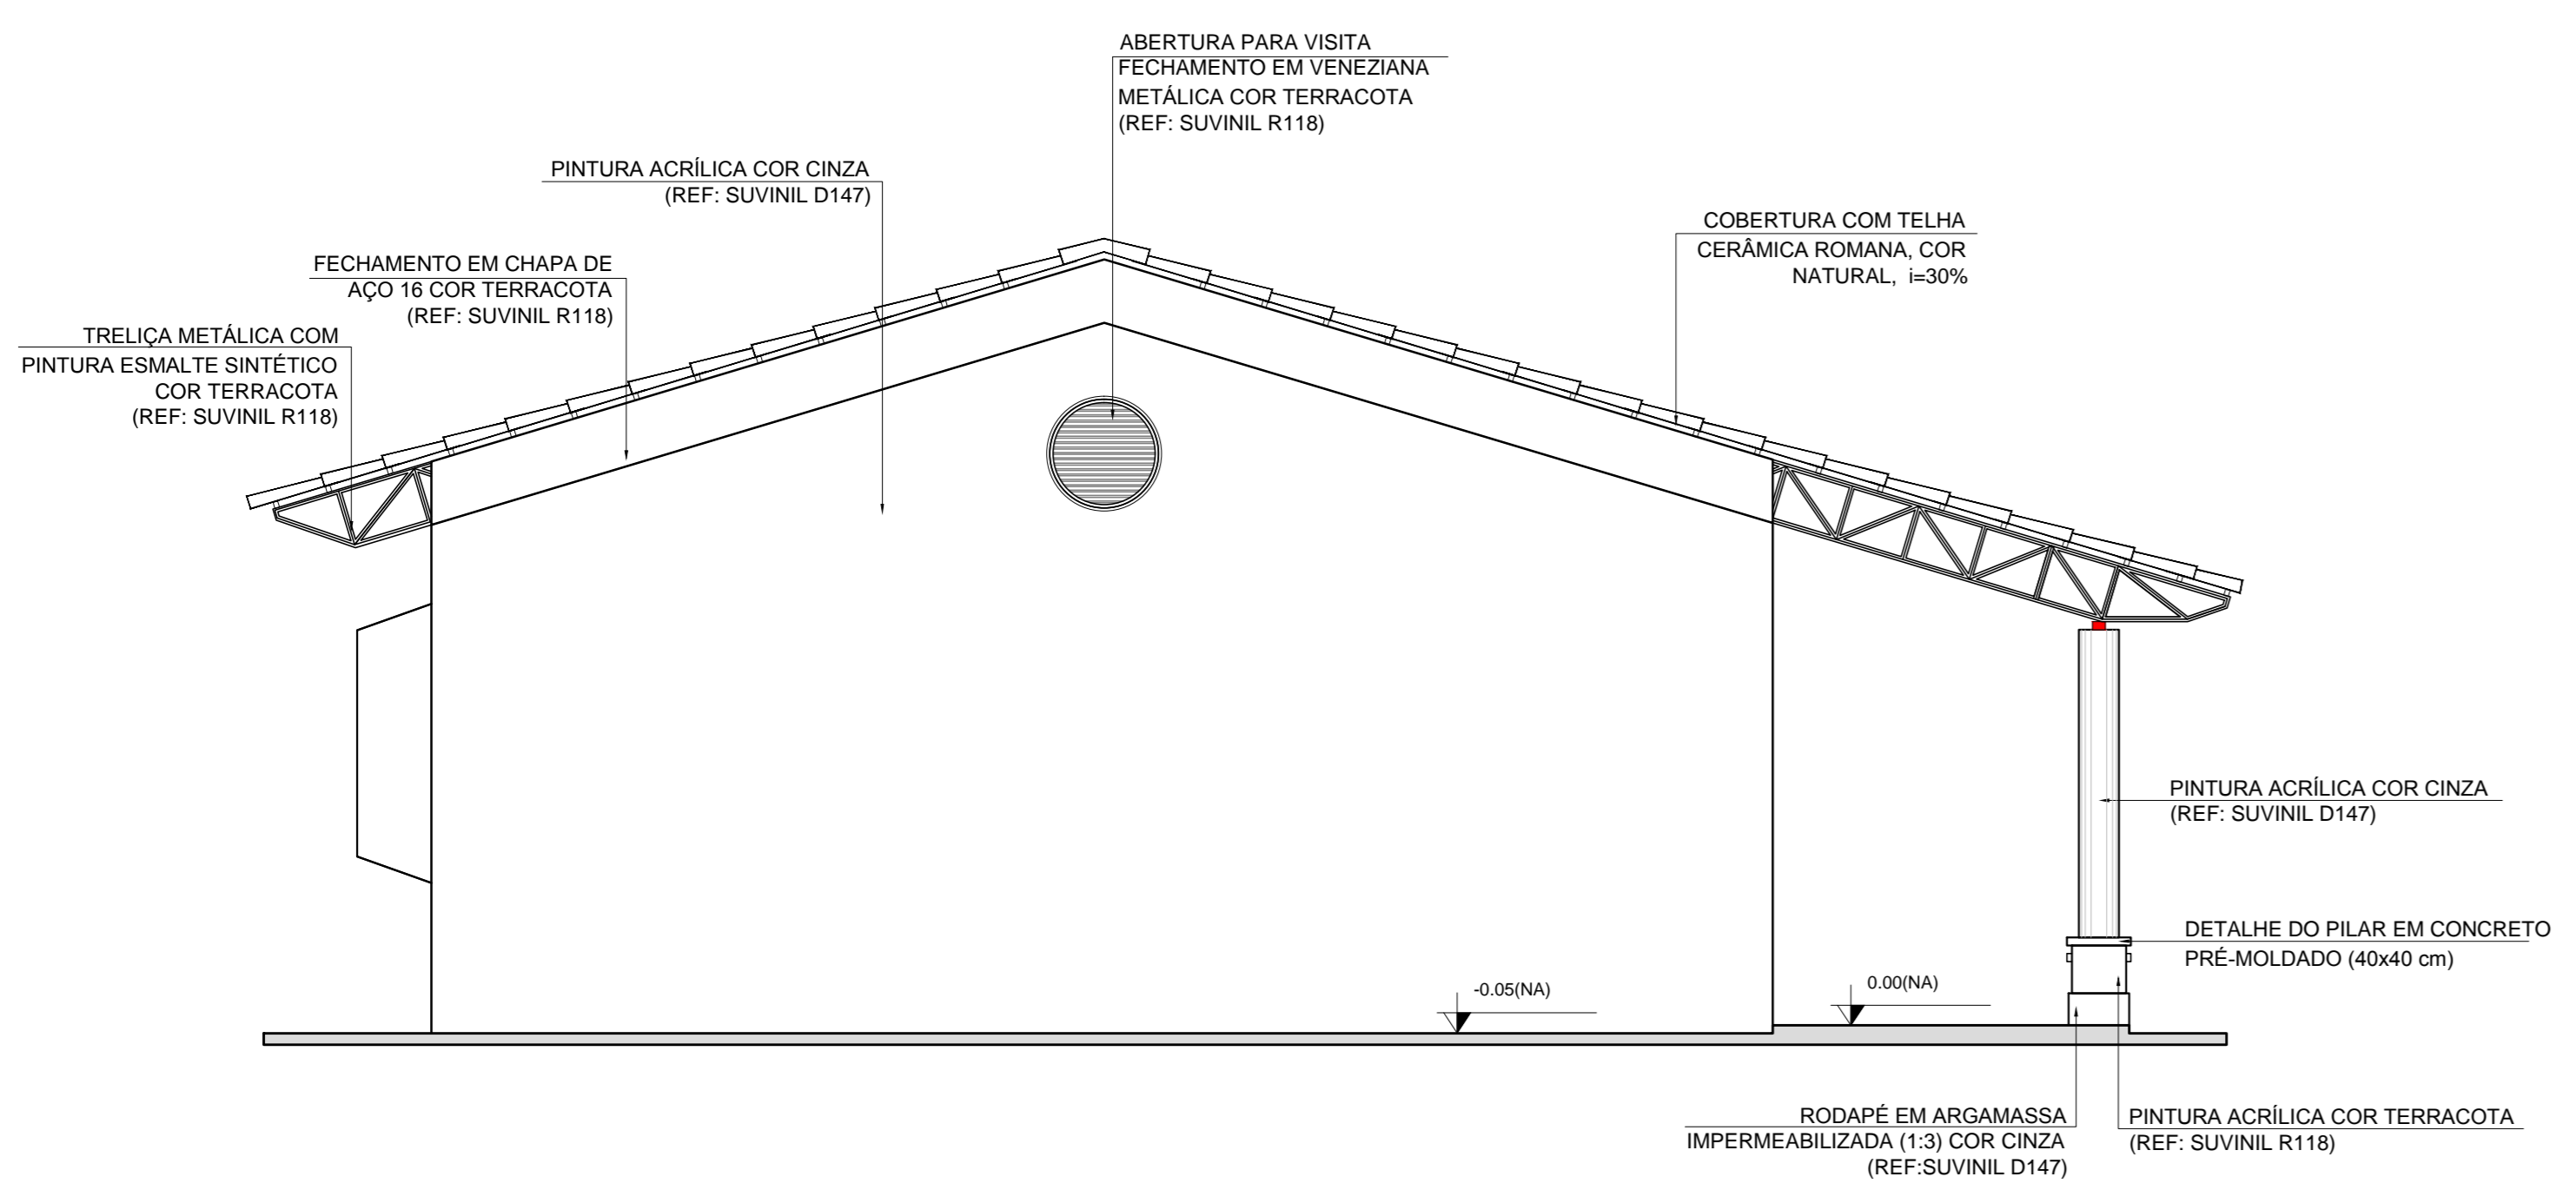 ABERTURA PARA VISITA
FECHAMENTO EM VENEZIANA
METÁLICA COR TERRACOTA
(REF: SUVINIL R118)
PINTURA ACRÍLICA COR CINZA
(REF: SUVINIL D147)
COBERTURA COM TELHA
CERÂMICA ROMANA, COR
NATURAL, i=30%
FECHAMENTO EM CHAPA DE
AÇO 16 COR TERRACOTA
(REF: SUVINIL R118)
TRELIÇA METÁLICA COM
PINTURA ESMALTE SINTÉTICO
COR TERRACOTA
(REF: SUVINIL R118)
PINTURA ACRÍLICA COR CINZA
(REF: SUVINIL D147)
DETALHE DO PILAR EM CONCRETO
PRÉ-MOLDADO (40x40 cm)
-0.05(NA)
0.00(NA)
RODAPÉ EM ARGAMASSA
IMPERMEABILIZADA (1:3) COR CINZA
(REF:SUVINIL D147)
PINTURA ACRÍLICA COR TERRACOTA
(REF: SUVINIL R118)